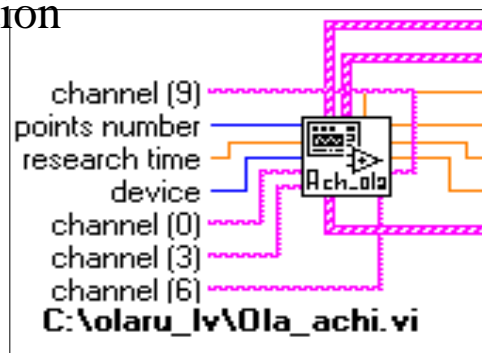 ion
channel (9)
points number
research time
device
channel (0)
channel (3)
channel (6)
Ach_ola
C:\olaru_lv\Ola_achi.vi